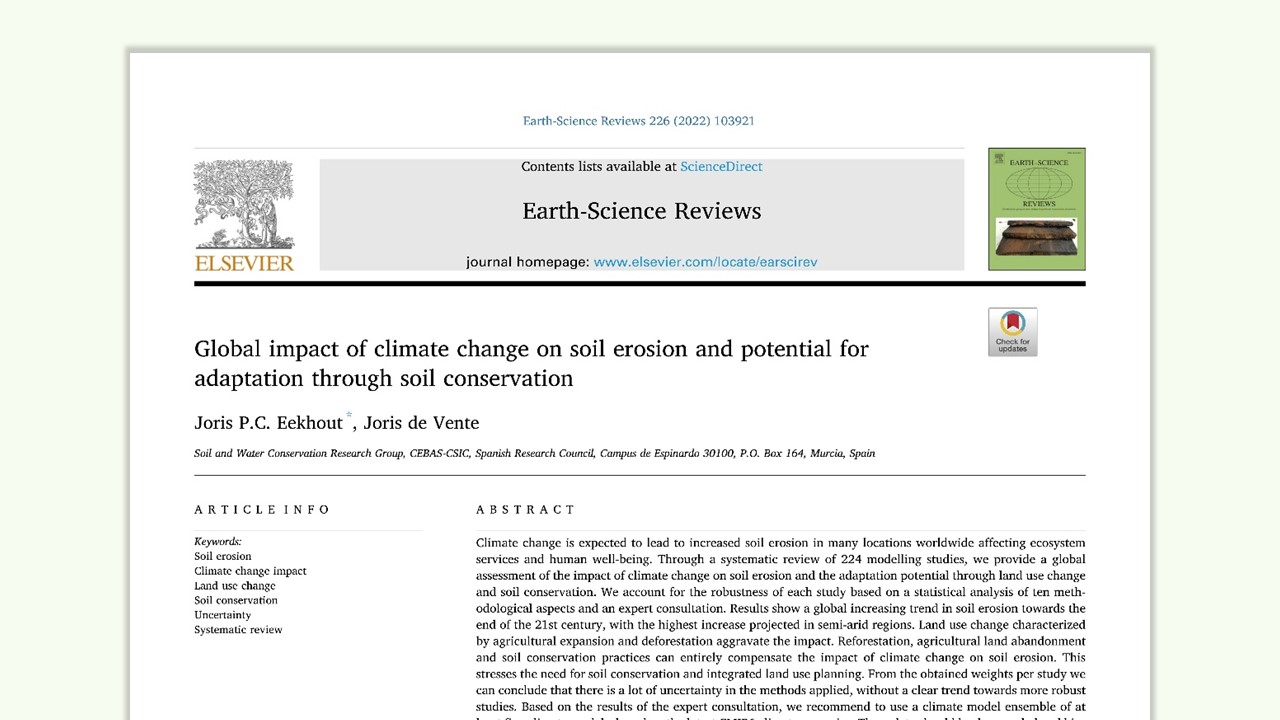 Earth-Science Reviews 226 (2022) 103921
Contents lists available at ScienceDirect
Earth-Science Reviews
journal homepage: www.elsevier.com/locate/earscirev
ELSEVIER
EARTH-SCIENCE
REVIEWS
Check for
updates
Global impact of climate change on soil erosion and potential for
adaptation through soil conservation
Joris P.C. Eekhout *, Joris de Vente
Soil and Water Conservation Research Group, CEBAS-CSIC, Spanish Research Council, Campus de Espinardo 30100, P.O. Box 164, Murcia, Spain
ARTICLE INFO
Keywords:
Soil erosion
Climate change impact
Land use change
Soil conservation
Uncertainty
Systematic review
ABSTRACT
Climate change is expected to lead to increased soil erosion in many locations worldwide affecting ecosystem
services and human well-being. Through a systematic review of 224 modelling studies, we provide a global
assessment of the impact of climate change on soil erosion and the adaptation potential through land use change
and soil conservation. We account for the robustness of each study based on a statistical analysis of ten meth-
odological aspects and an expert consultation. Results show a global increasing trend in soil erosion towards the
end of the 21st century, with the highest increase projected in semi-arid regions. Land use change characterized
by agricultural expansion and deforestation aggravate the impact. Reforestation, agricultural land abandonment
and soil conservation practices can entirely compensate the impact of climate change on soil erosion. This
stresses the need for soil conservation and integrated land use planning. From the obtained weights per study we
can conclude that there is a lot of uncertainty in the methods applied, without a clear trend towards more robust
studies. Based on the results of the expert consultation, we recommend to use a climate model ensemble of at